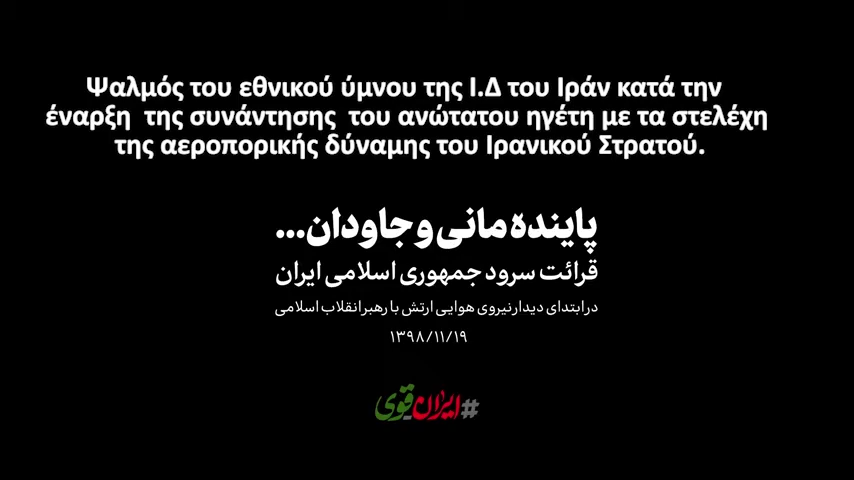 Ψαλμός του εθνικού ύμνου της Ι.Δ του Ιράν κατά την
έναρξη της συνάντησης του ανώτατου ηγέτη με τα στελέχη
της αεροπορικής δύναμης του Ιρανικού Στρατού.
پاینده مانی و جاودان...
قرائت سرود جمهوری اسلامی ایران
در ابتدای دیدار نیروی هوایی ارتش با رهبر انقلاب اسلامی
۱۳۹۸/۱۱/۱۹
#ایران_قوی